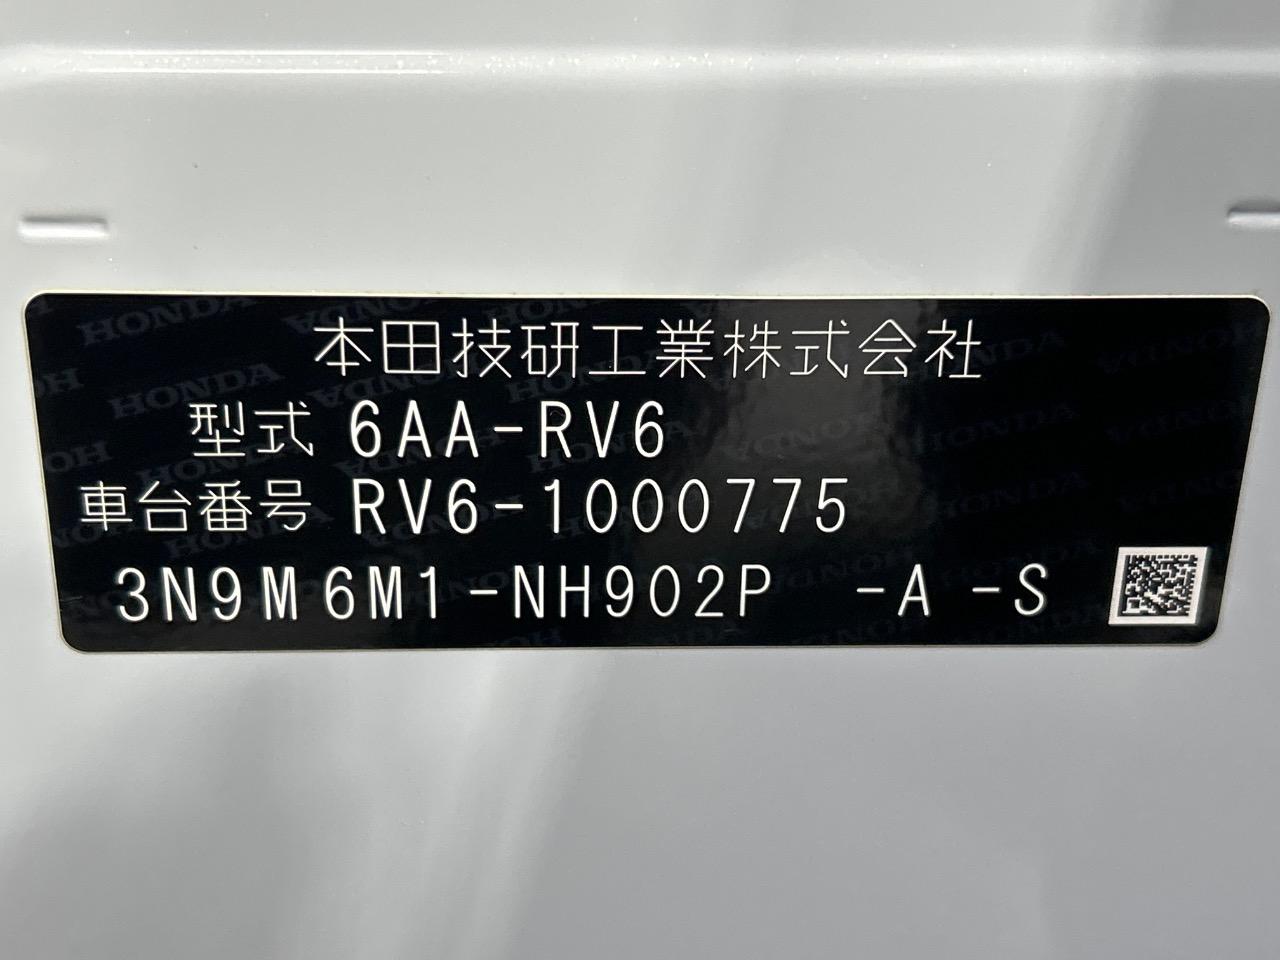 本田技研工業株式会社
型式 6AA-RV6
車台番号 RV6-1000775
3N9M6M1-NH902P -A -S